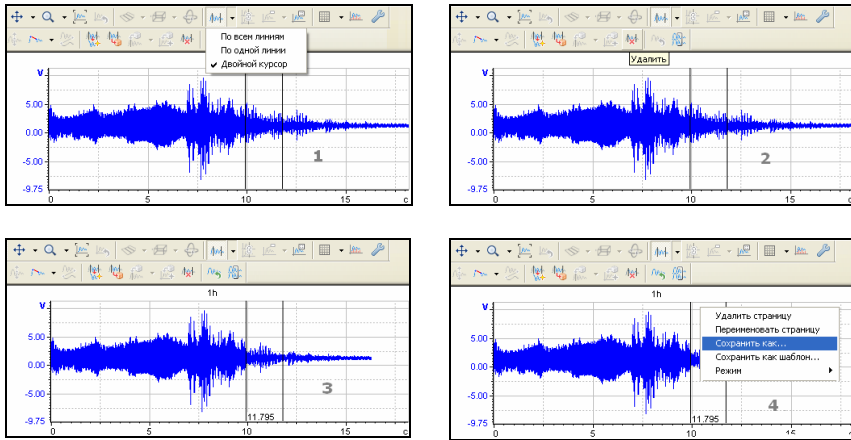 По всем линиям
По одной линии
Двойной курсор
V
5.00
0.00
-5.00
-9.75
0 5 10 15 с
1
Удалить
V
5.00
0.00
-5.00
-9.75
0 5 10 15 с
2
1h
V
5.00
0.00
-5.00
-9.75
11.795
0 5 10 15 с
3
1h
V
5.00
0.00
-5.00
-9.75
11.795
0 5 10
Удалить страницу
Переименовать страницу
Сохранить как...
Сохранить как шаблон...
Режим
4